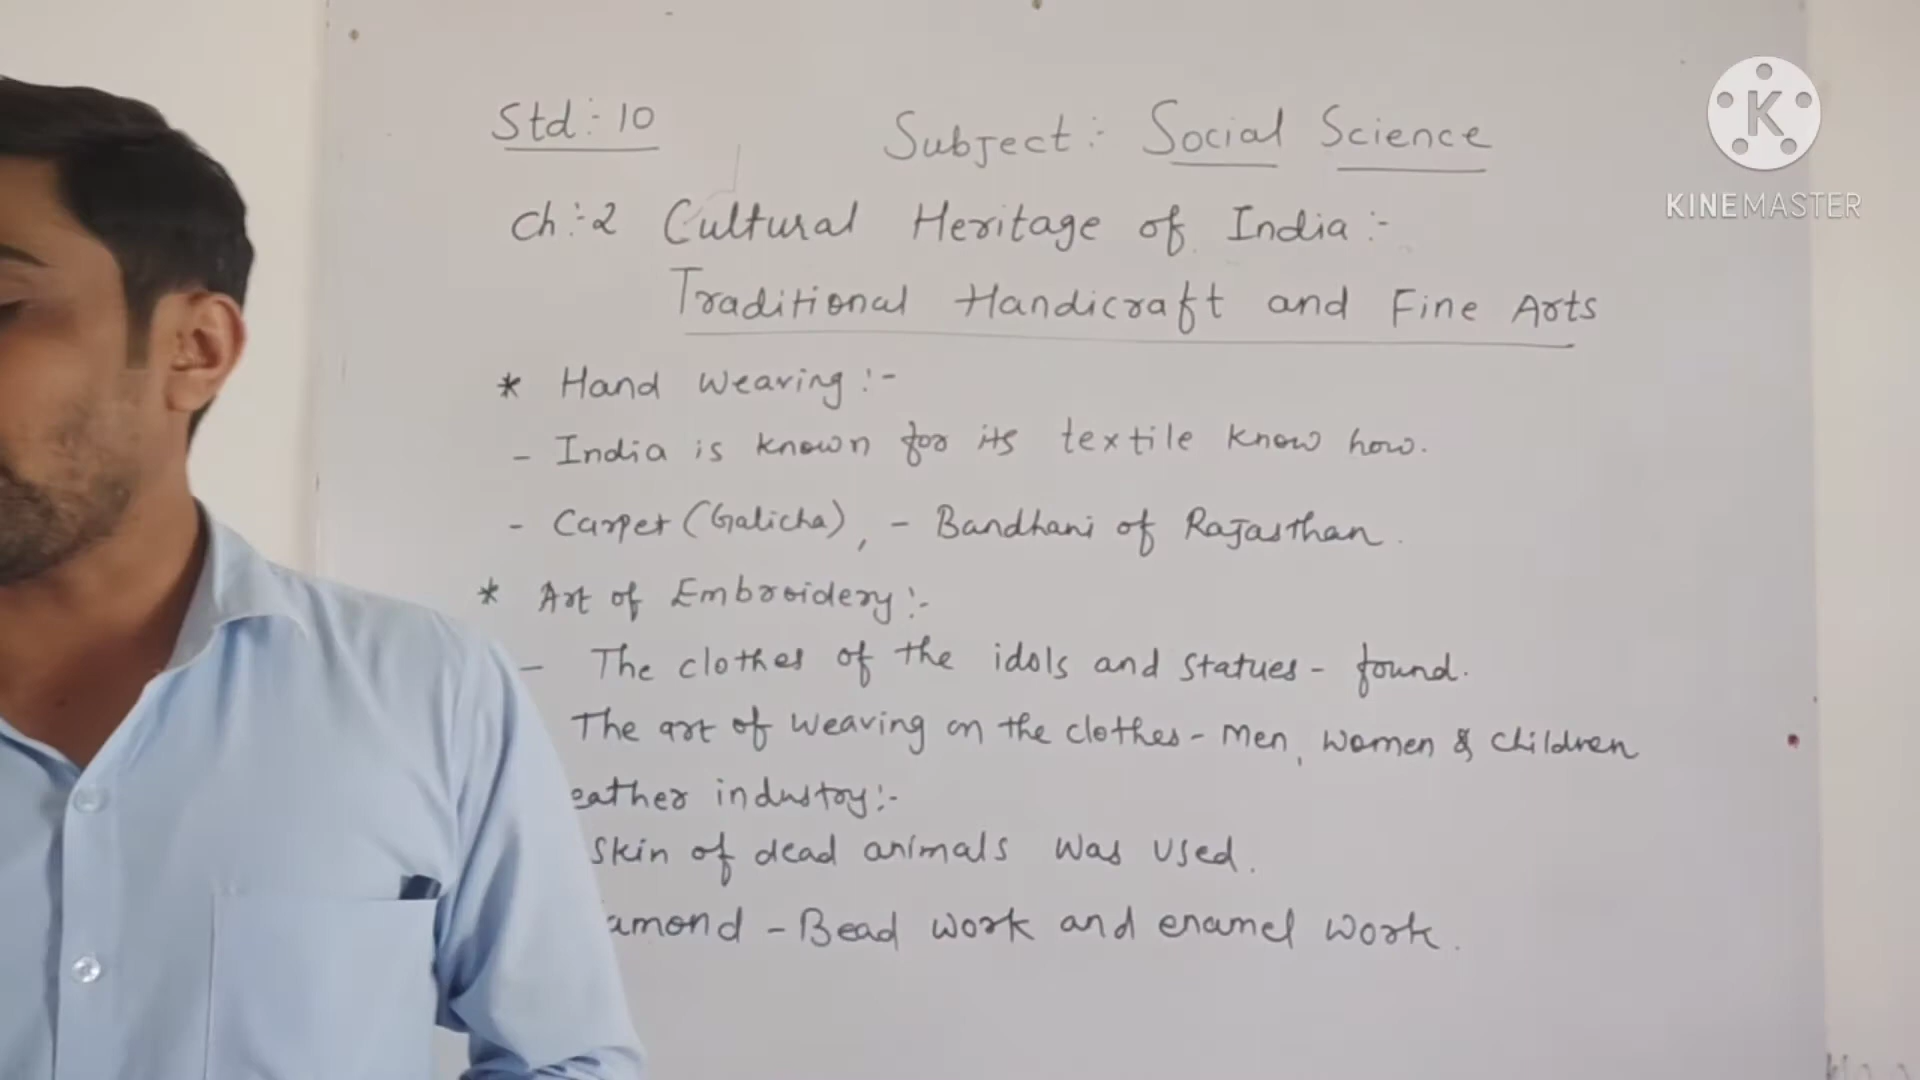 Std:- 10 Subject:- Social Science
Ch:-2 Cultural Heritage of India:-
Traditional Handicraft and Fine Arts
* Hand Weaving:-
- India is known for its textile know how.
- Carpet (Galicha), - Bandhani of Rajasthan.
* Art of Embroidery:-
- The clothes of the idols and statues - found.
The art of weaving on the clothes - Men, women & children
eather industry:-
Skin of dead animals was used.
amond - Bead work and enamel work.
K
KINEMASTER